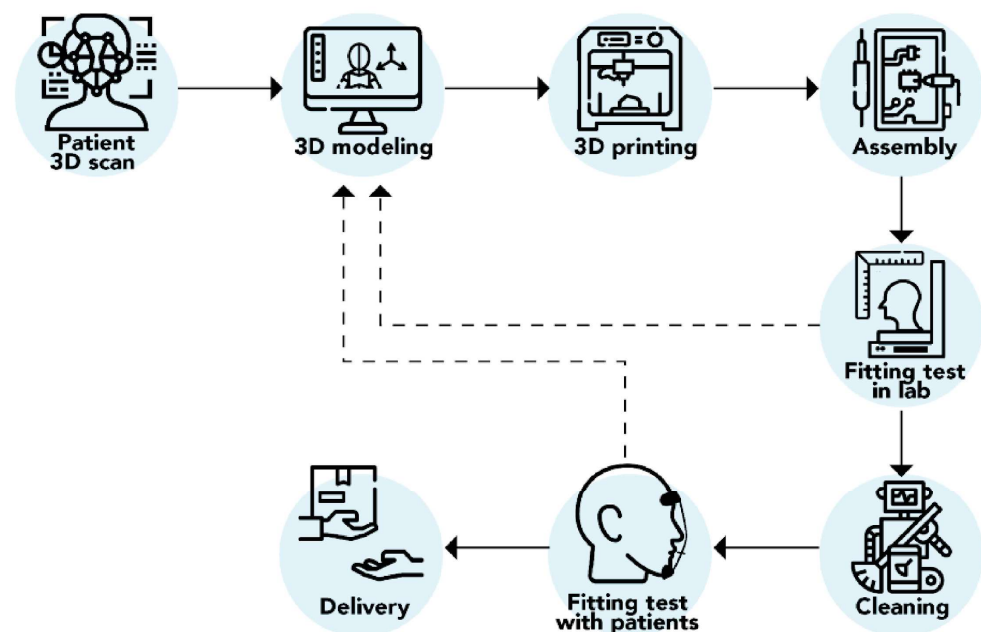 Patient
3D scan
3D modeling
3D printing
Assembly
Fitting test
in lab
Delivery
Fitting test
with patients
Cleaning